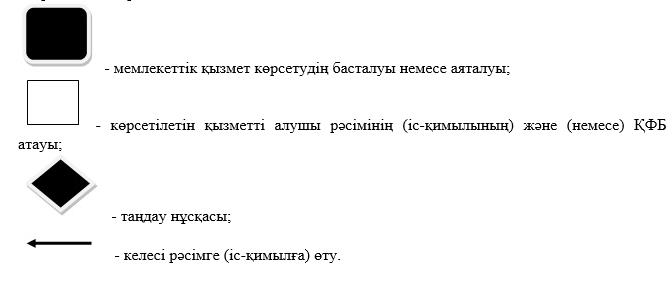 - мемлекеттік қызмет көрсетудің басталуы немесе аяталуы;
- көрсетілетін қызметті алушы рәсімінің (іс-қимылының) және (немесе) ҚФБ
атауы;
- таңдау нұсқасы;
- келесі рәсімге (іс-қимылға) өту.